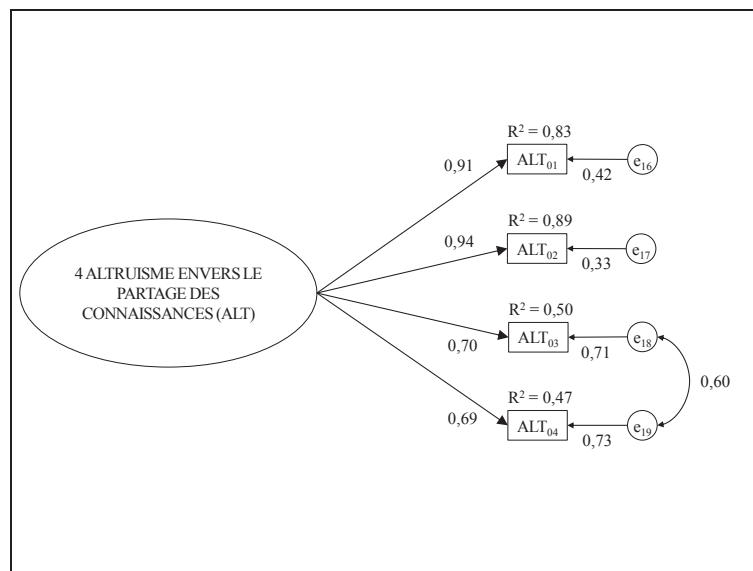 R² = 0,83
0,91
ALT₀₁
0,42
e₁₆
R² = 0,89
0,94
ALT₀₂
0,33
e₁₇
4 ALTRUISME ENVERS LE
PARTAGE DES
CONNAISSANCES (ALT)
R² = 0,50
0,70
ALT₀₃
0,71
e₁₈
0,60
R² = 0,47
0,69
ALT₀₄
0,73
e₁₉